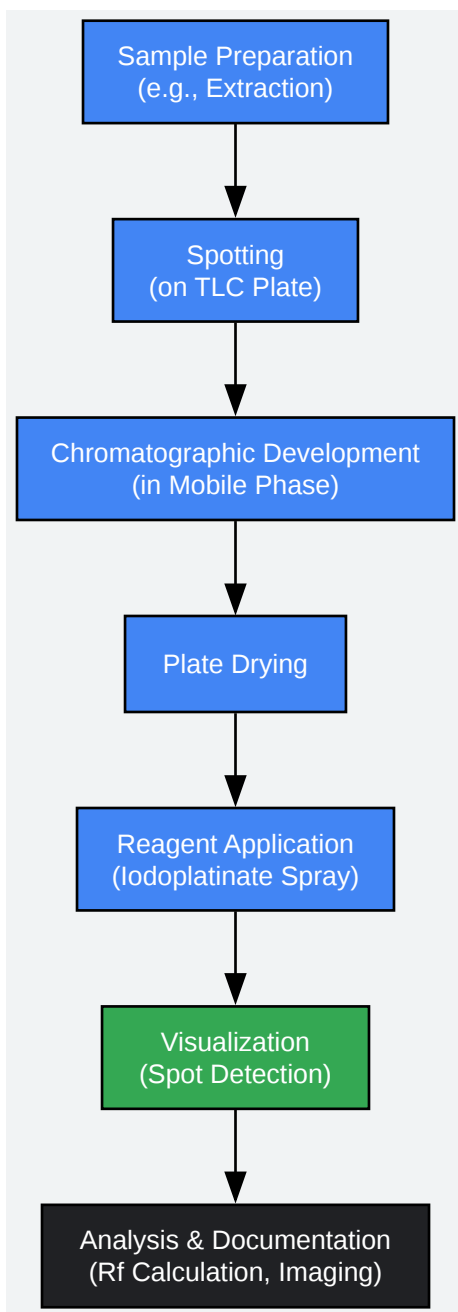 Sample Preparation
(e.g., Extraction)
Spotting
(on TLC Plate)
Chromatographic Development
(in Mobile Phase)
Plate Drying
Reagent Application
(Iodoplatinate Spray)
Visualization
(Spot Detection)
Analysis & Documentation
(Rf Calculation, Imaging)